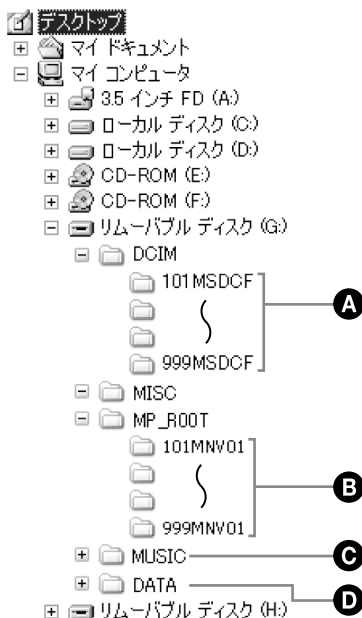 デスクトップ
マイ ドキュメント
マイ コンピュータ
3.5 インチ FD (A:)
ローカル ディスク (C:)
ローカル ディスク (D:)
CD-ROM (E:)
CD-ROM (F:)
リムーバブル ディスク (G:)
DCIM
101MSDCF
A
999MSDCF
MISC
MP_ROOT
101MNV01
B
999MNV01
MUSIC C
DATA D
リムーバブル ディスク (H:)